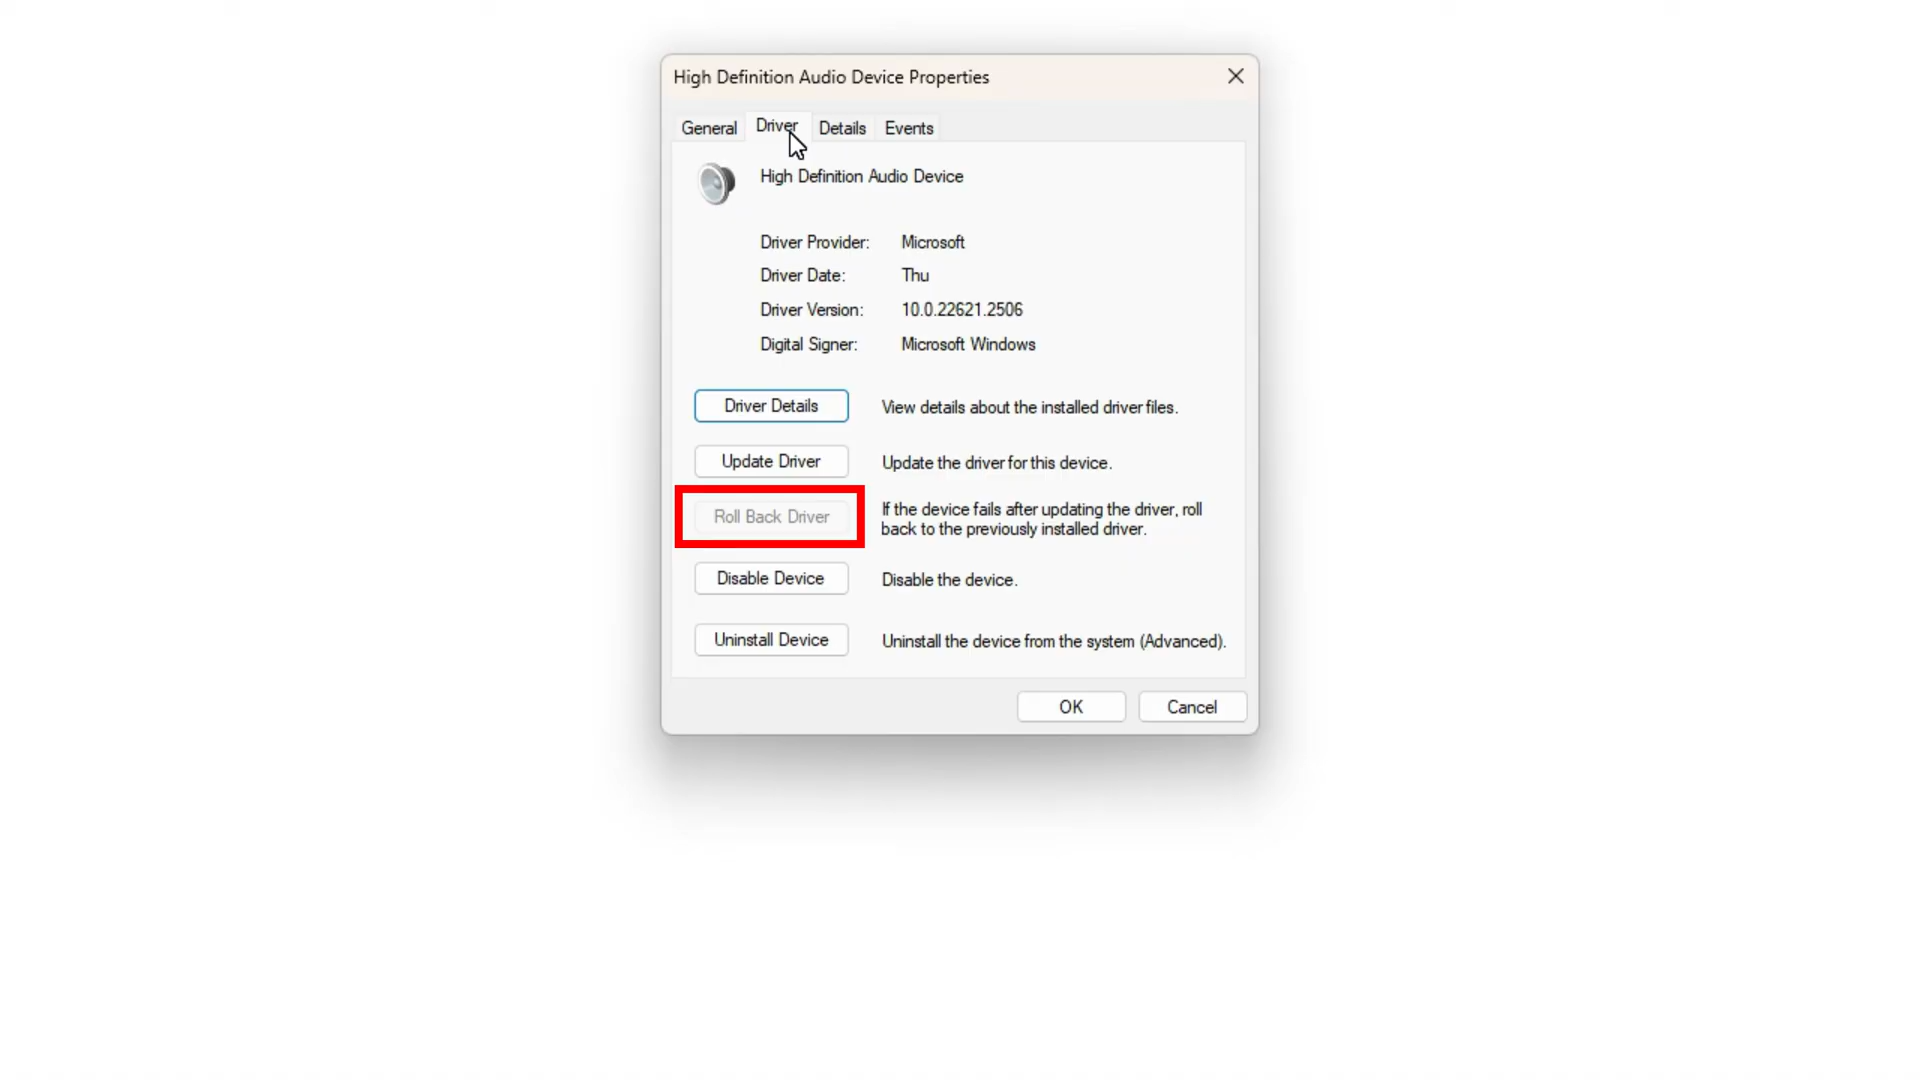 High Definition Audio Device Properties
General Driver Details Events
High Definition Audio Device
Driver Provider: Microsoft
Driver Date: Thu
Driver Version: 10.0.22621.2506
Digital Signer: Microsoft Windows
Driver Details View details about the installed driver files.
Update Driver Update the driver for this device.
Roll Back Driver If the device fails after updating the driver, roll
back to the previously installed driver.
Disable Device Disable the device.
Uninstall Device Uninstall the device from the system (Advanced).
OK Cancel